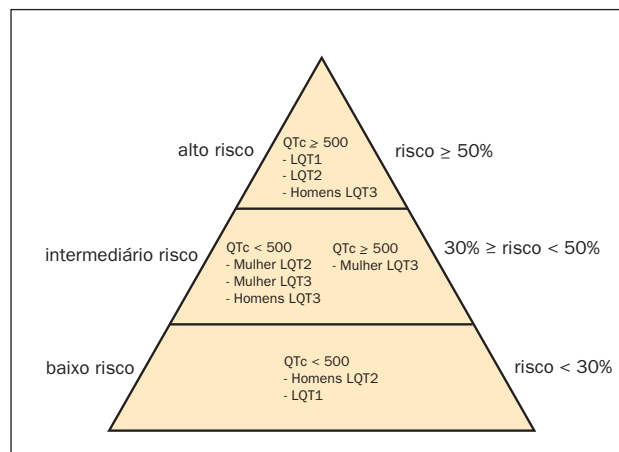 alto risco
QTc ≥ 500
- LQT1
- LQT2
- Homens LQT3
risco ≥ 50%
intermediário risco
QTc < 500
- Mulher LQT2
- Mulher LQT3
- Homens LQT3
QTc ≥ 500
- Mulher LQT3
30% ≥ risco < 50%
baixo risco
QTc < 500
- Homens LQT2
- LQT1
risco < 30%